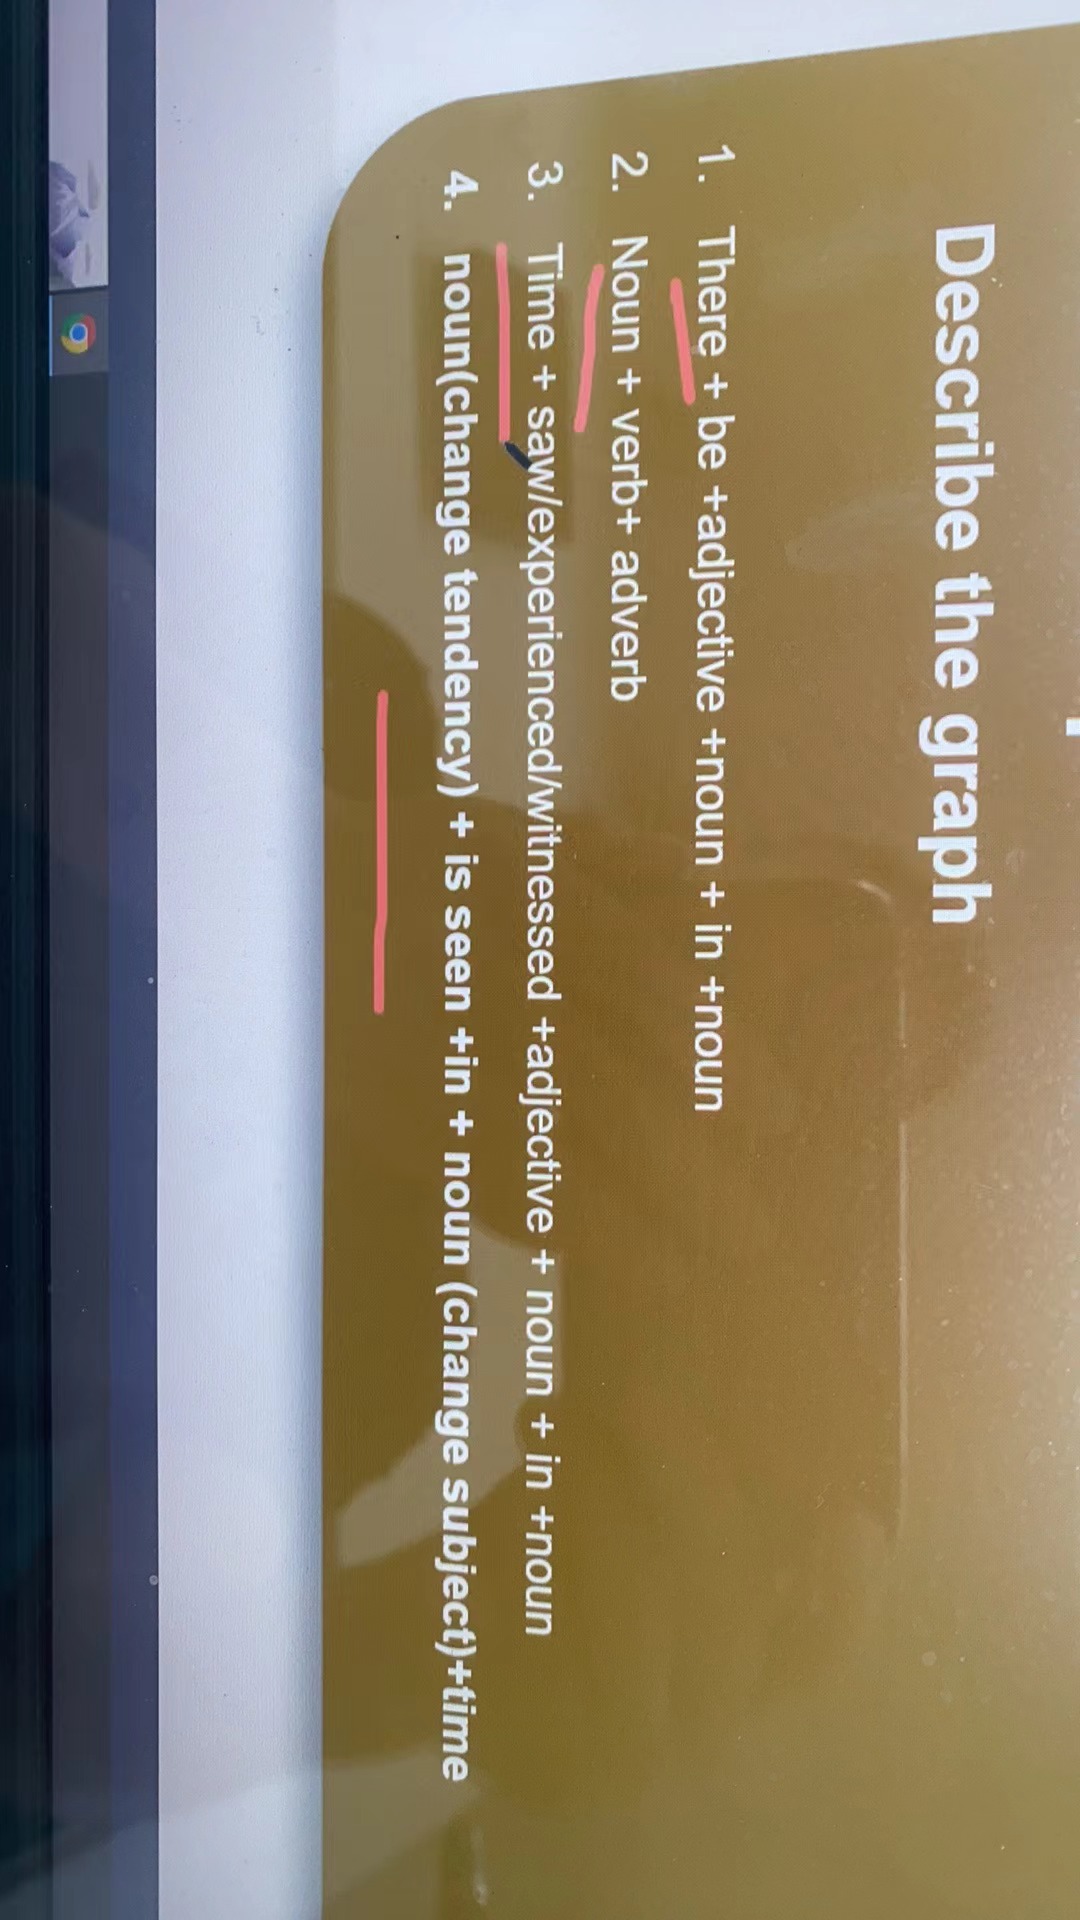 Describe the graph
1. There + be +adjective +noun + in +noun
2. Noun + verb+ adverb
3. Time + saw/experienced/witnessed +adjective + noun + in +noun
4. noun(change tendency) + is seen +in + noun (change subject)+time